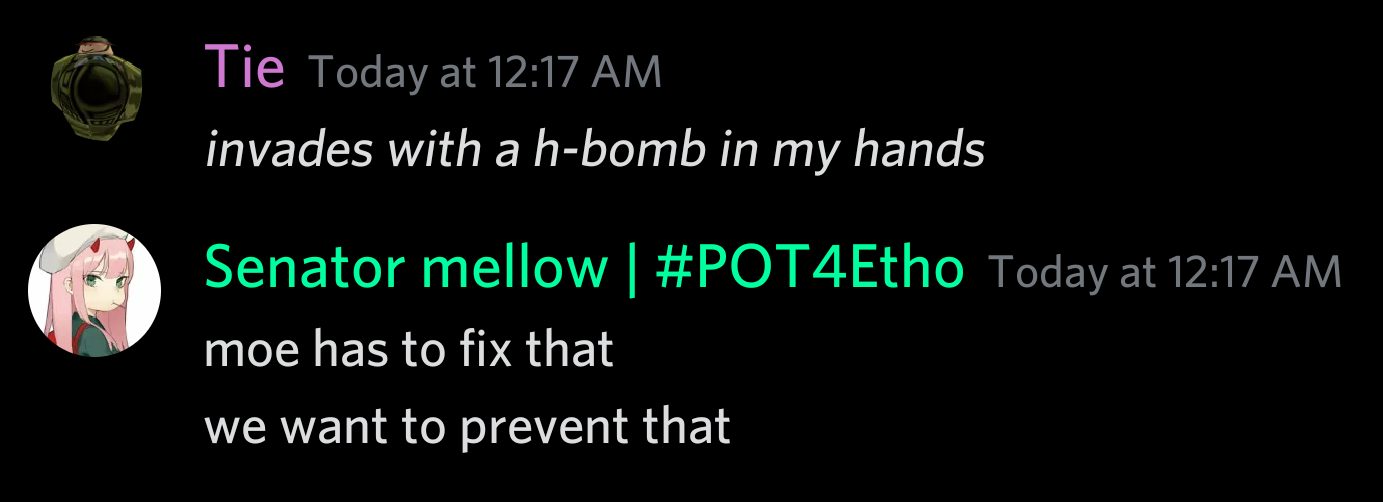 Tie Today at 12:17 AM
invades with a h-bomb in my hands
Senator mellow | #POT4Etho Today at 12:17 AM
moe has to fix that
we want to prevent that